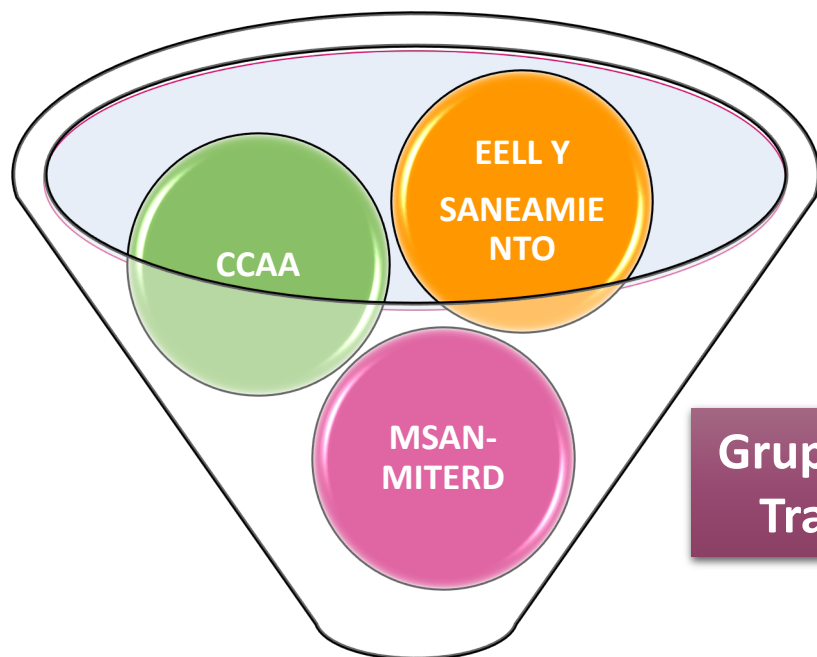 EELL Y
SANEAMIE
NTO
CCAA
MSAN-
MITERD
Grup
Tra